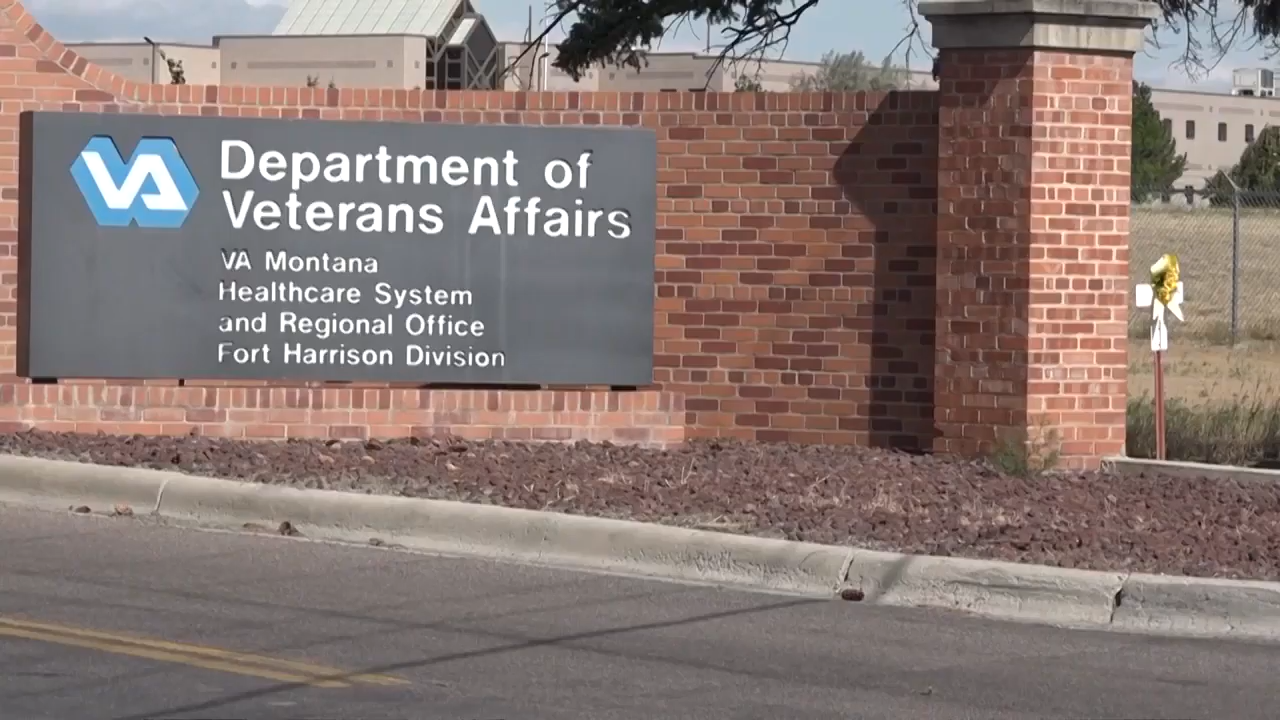 VA
Department of
Veterans Affairs
VA Montana
Healthcare System
and Regional Office
Fort Harrison Division